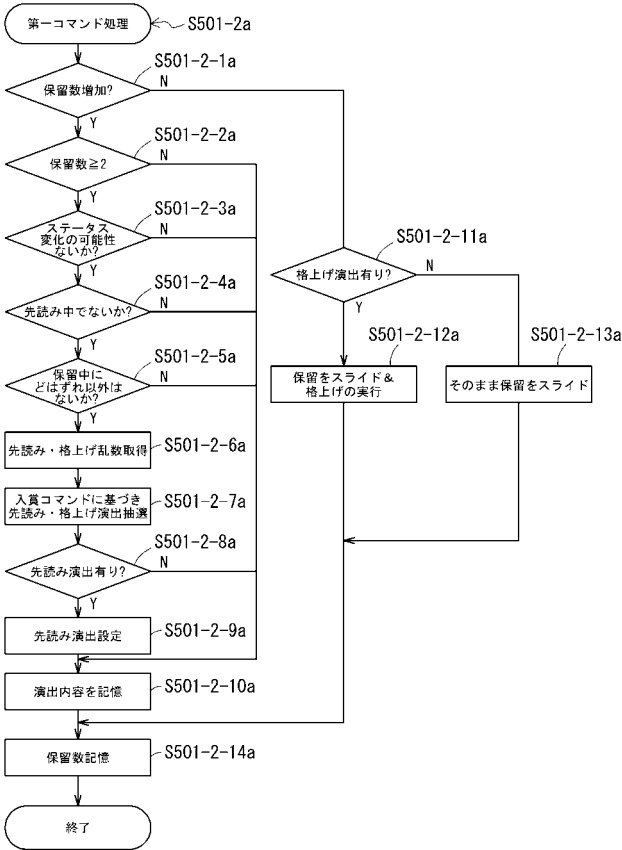 第一コマンド処理
S501-2a
保留数増加?
S501-2-1a
N
Y
保留数≧2
S501-2-2a
N
Y
ステータス
変化の可能性
ないか?
S501-2-3a
N
Y
先読み中でないか?
S501-2-4a
N
Y
保留中に
どはずれ以外は
ないか?
S501-2-5a
N
Y
先読み・格上げ乱数取得
S501-2-6a
入賞コマンドに基づき
先読み・格上げ演出抽選
S501-2-7a
先読み演出有り?
S501-2-8a
N
Y
先読み演出設定
S501-2-9a
演出内容を記憶
S501-2-10a
格上げ演出有り?
S501-2-11a
N
Y
保留をスライド&
格上げの実行
S501-2-12a
そのまま保留をスライド
S501-2-13a
保留数記憶
S501-2-14a
終了